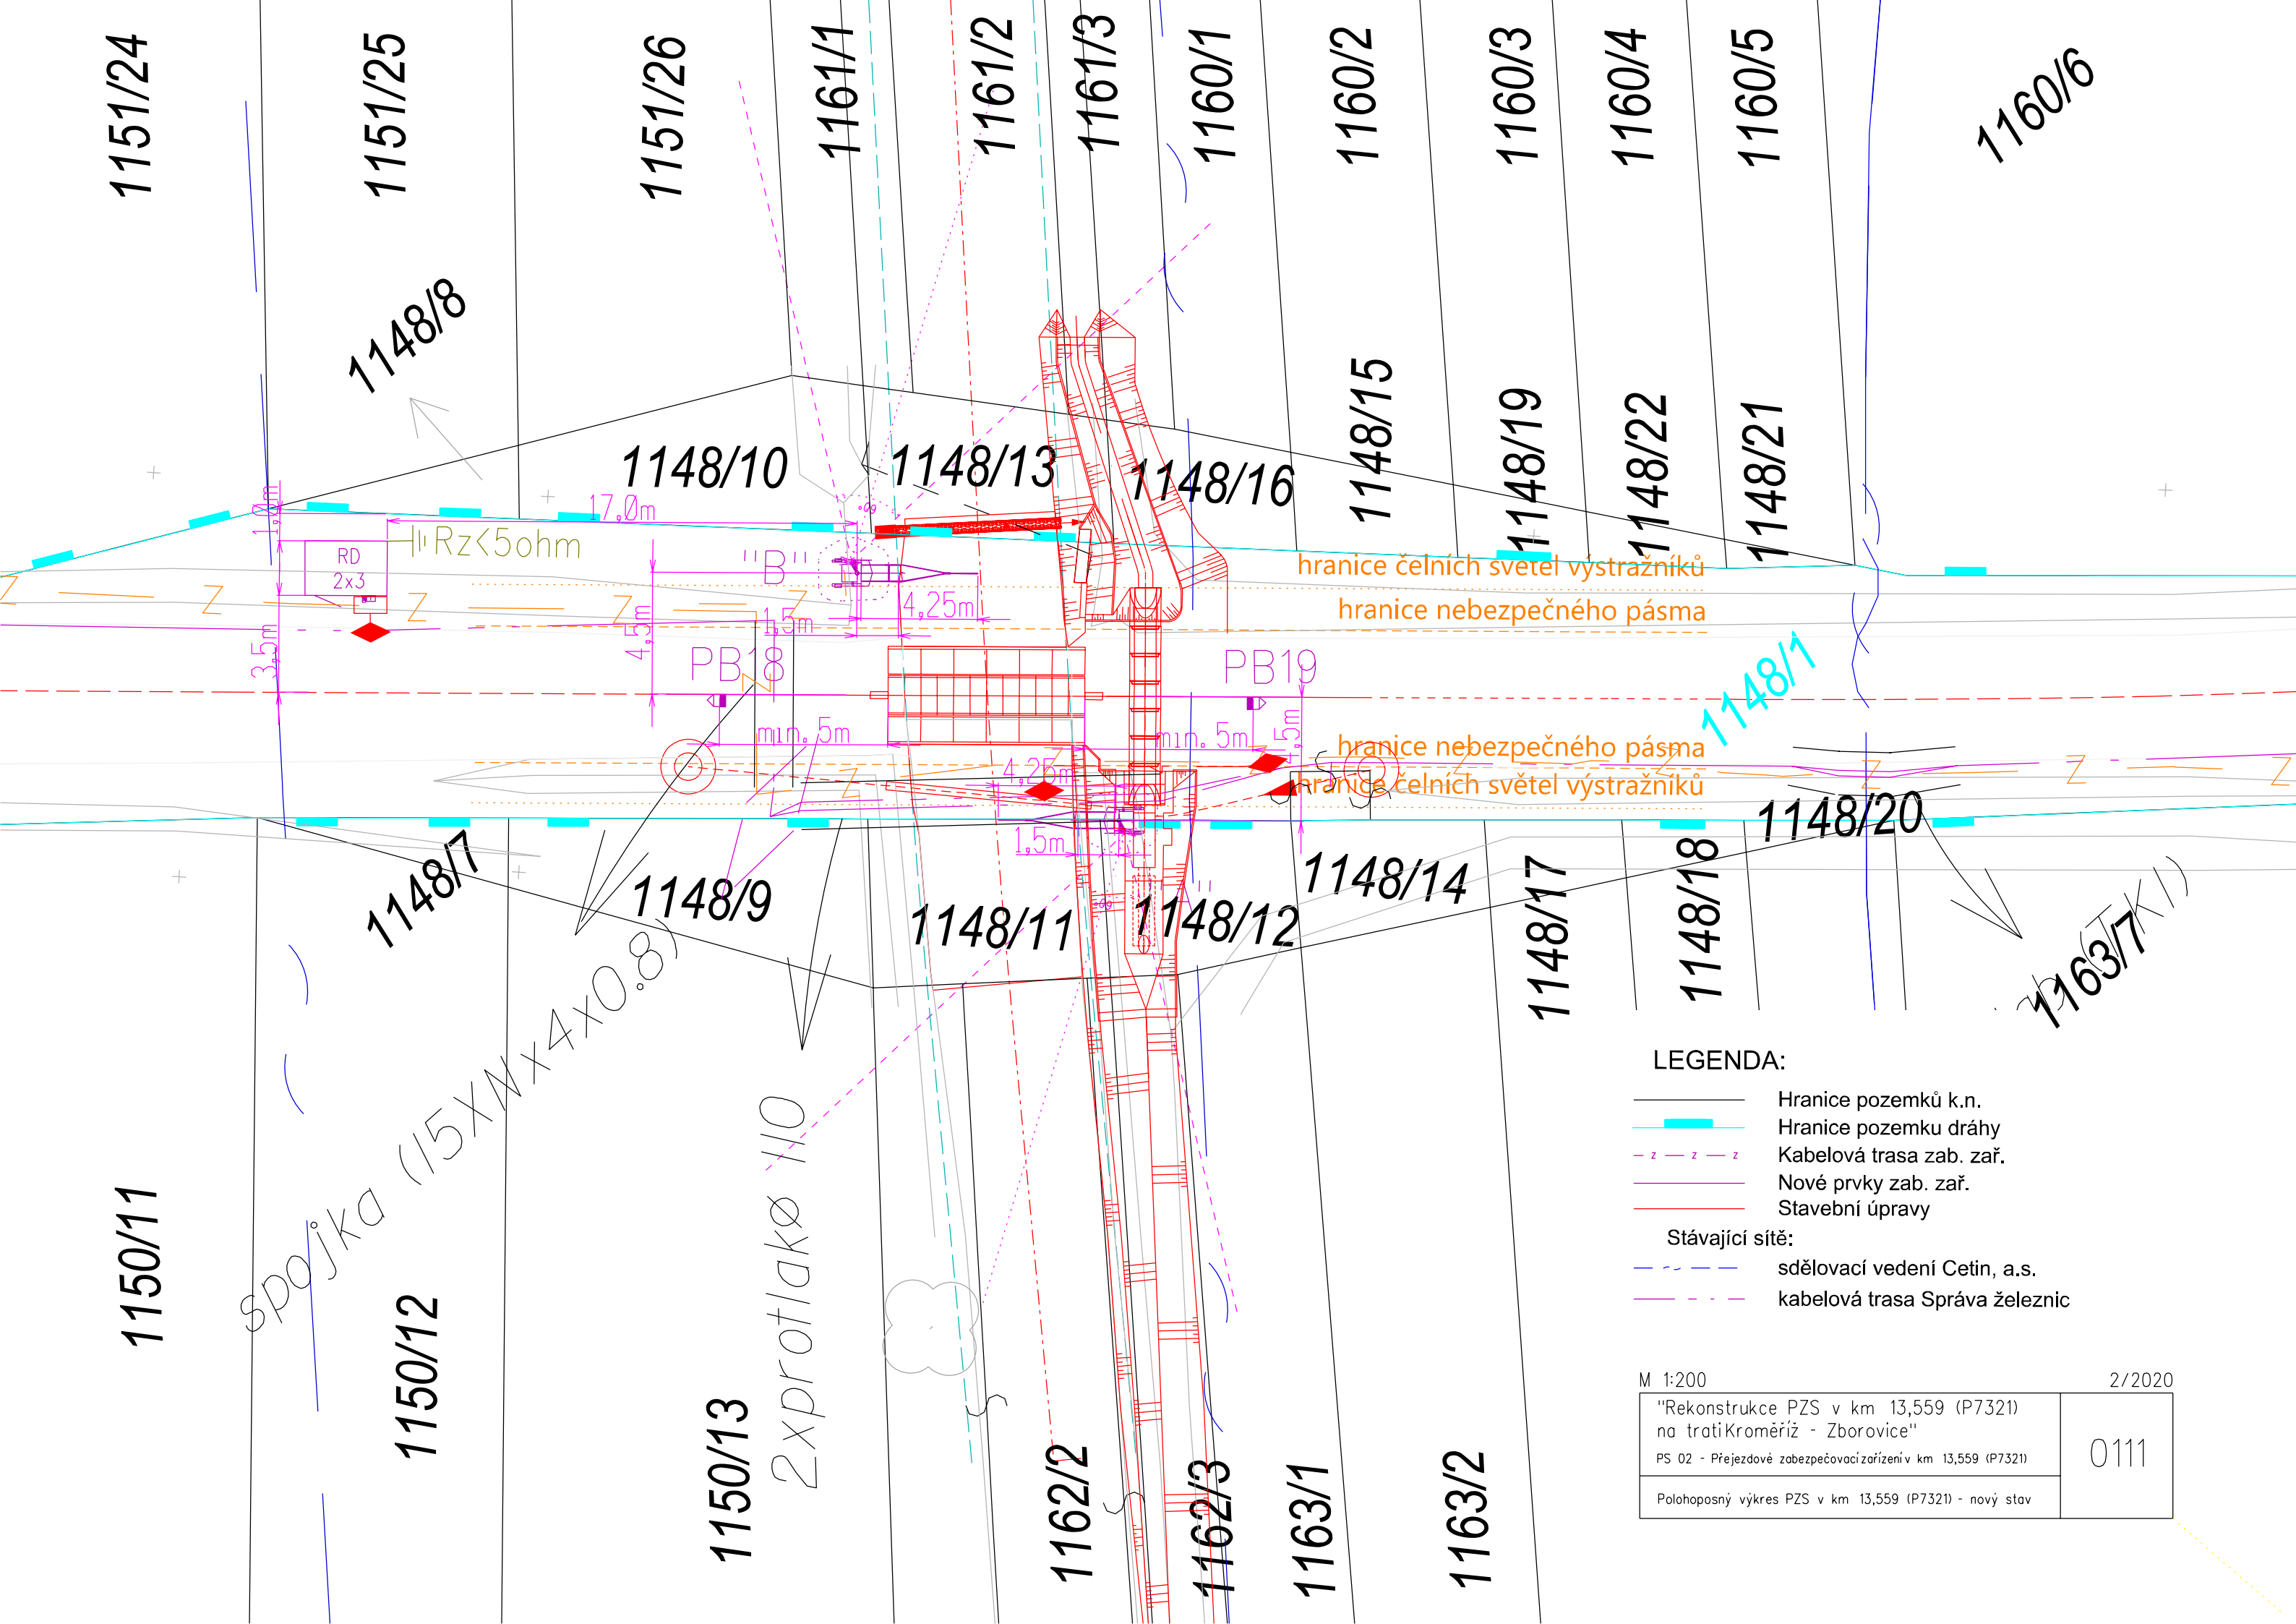 1151/24
1151/25
1151/26
1161/1
1161/2
1161/3
1160/1
1160/2
1160/3
1160/4
1160/5
1160/6
1148/8
1148/10
1148/13
1148/16
1148/15
1148/19
1148/22
1148/21
1,0m
17,0m
Rz<5ohm
RD
2x3
"B"
4,25m
1,5m
4,5m
3,5m
hranice čelních světel výstražníků
hranice nebezpečného pásma
PB18
PB19
1148/1
min. 5m
min. 5m
4,5m
hranice nebezpečného pásma
hranice čelních světel výstražníků
4,25m
1,5m
1148/20
1148/7
1148/9
1148/11
1148/12
1148/14
1148/17
1148/18
1163/7
(TK1)
spojka (15XNx4x0.8)
2xprotlakø 110
1150/11
1150/12
1150/13
1162/2
1162/3
1163/1
1163/2
LEGENDA:
Hranice pozemků k.n.
Hranice pozemku dráhy
z z z Kabelová trasa zab. zař.
Nové prvky zab. zař.
Stavební úpravy
Stávající sítě:
sdělovací vedení Cetin, a.s.
kabelová trasa Správa železnic
M 1:200 2/2020
"Rekonstrukce PZS v km 13,559 (P7321)
na trati Kroměříž - Zborovice"
PS 02 - Přejezdové zabezpečovací zařízení v km 13,559 (P7321)
0111
Polohoposný výkres PZS v km 13,559 (P7321) - nový stav